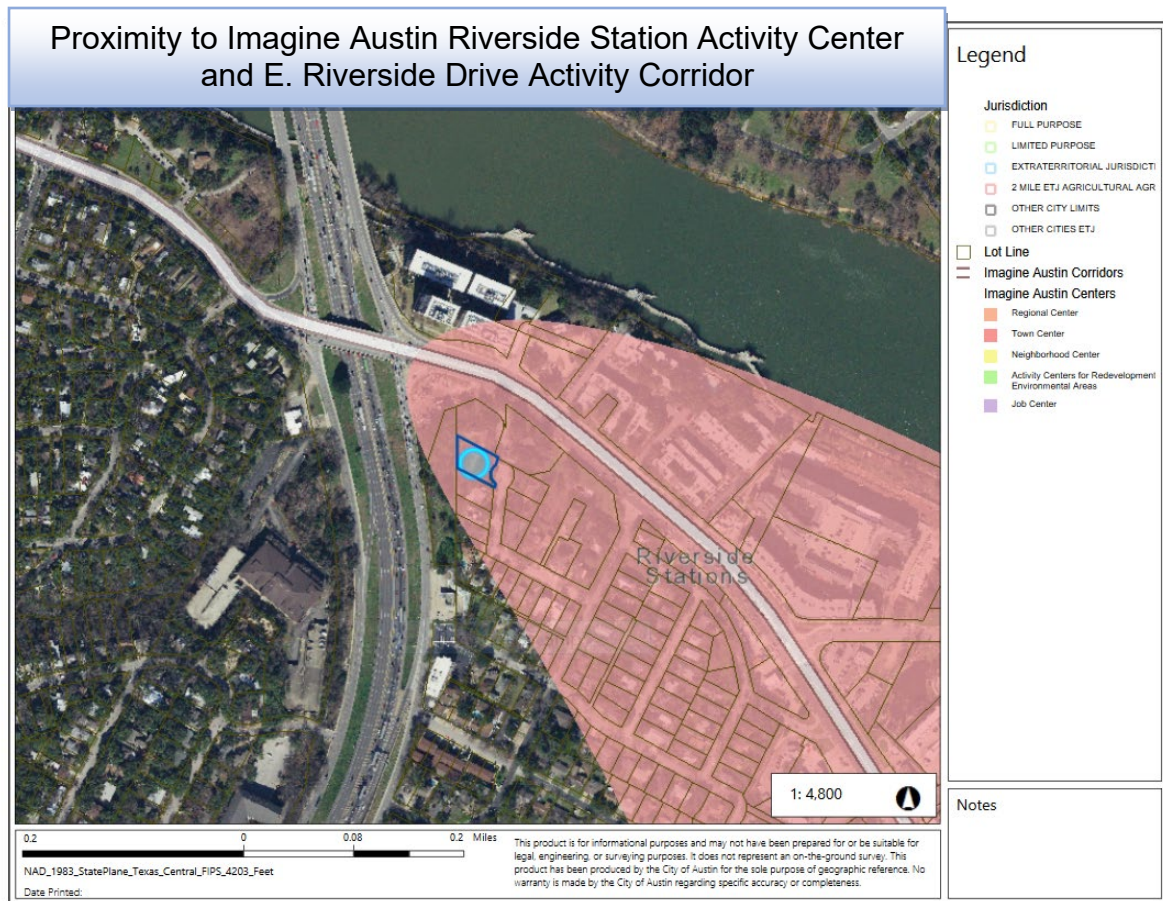 Proximity to Imagine Austin Riverside Station Activity Center
and E. Riverside Drive Activity Corridor
Legend
Jurisdiction
FULL PURPOSE
LIMITED PURPOSE
EXTRATERRITORIAL JURISDICTI
2 MILE ETJ AGRICULTURAL AGR
OTHER CITY LIMITS
OTHER CITIES ETJ
Lot Line
Imagine Austin Corridors
Imagine Austin Centers
Regional Center
Town Center
Neighborhood Center
Activity Centers for Redevelopment
Environmental Areas
Job Center
Riverside
Stations
1: 4,800
Notes
0.2 0 0.08 0.2 Miles
NAD_1983_StatePlane_Texas_Central_FIPS_4203_Feet
Date Printed:
This product is for informational purposes and may not have been prepared for or be suitable for
legal, engineering, or surveying purposes. It does not represent an on-the-ground survey. This
product has been produced by the City of Austin for the sole purpose of geographic reference. No
warranty is made by the City of Austin regarding specific accuracy or completeness.